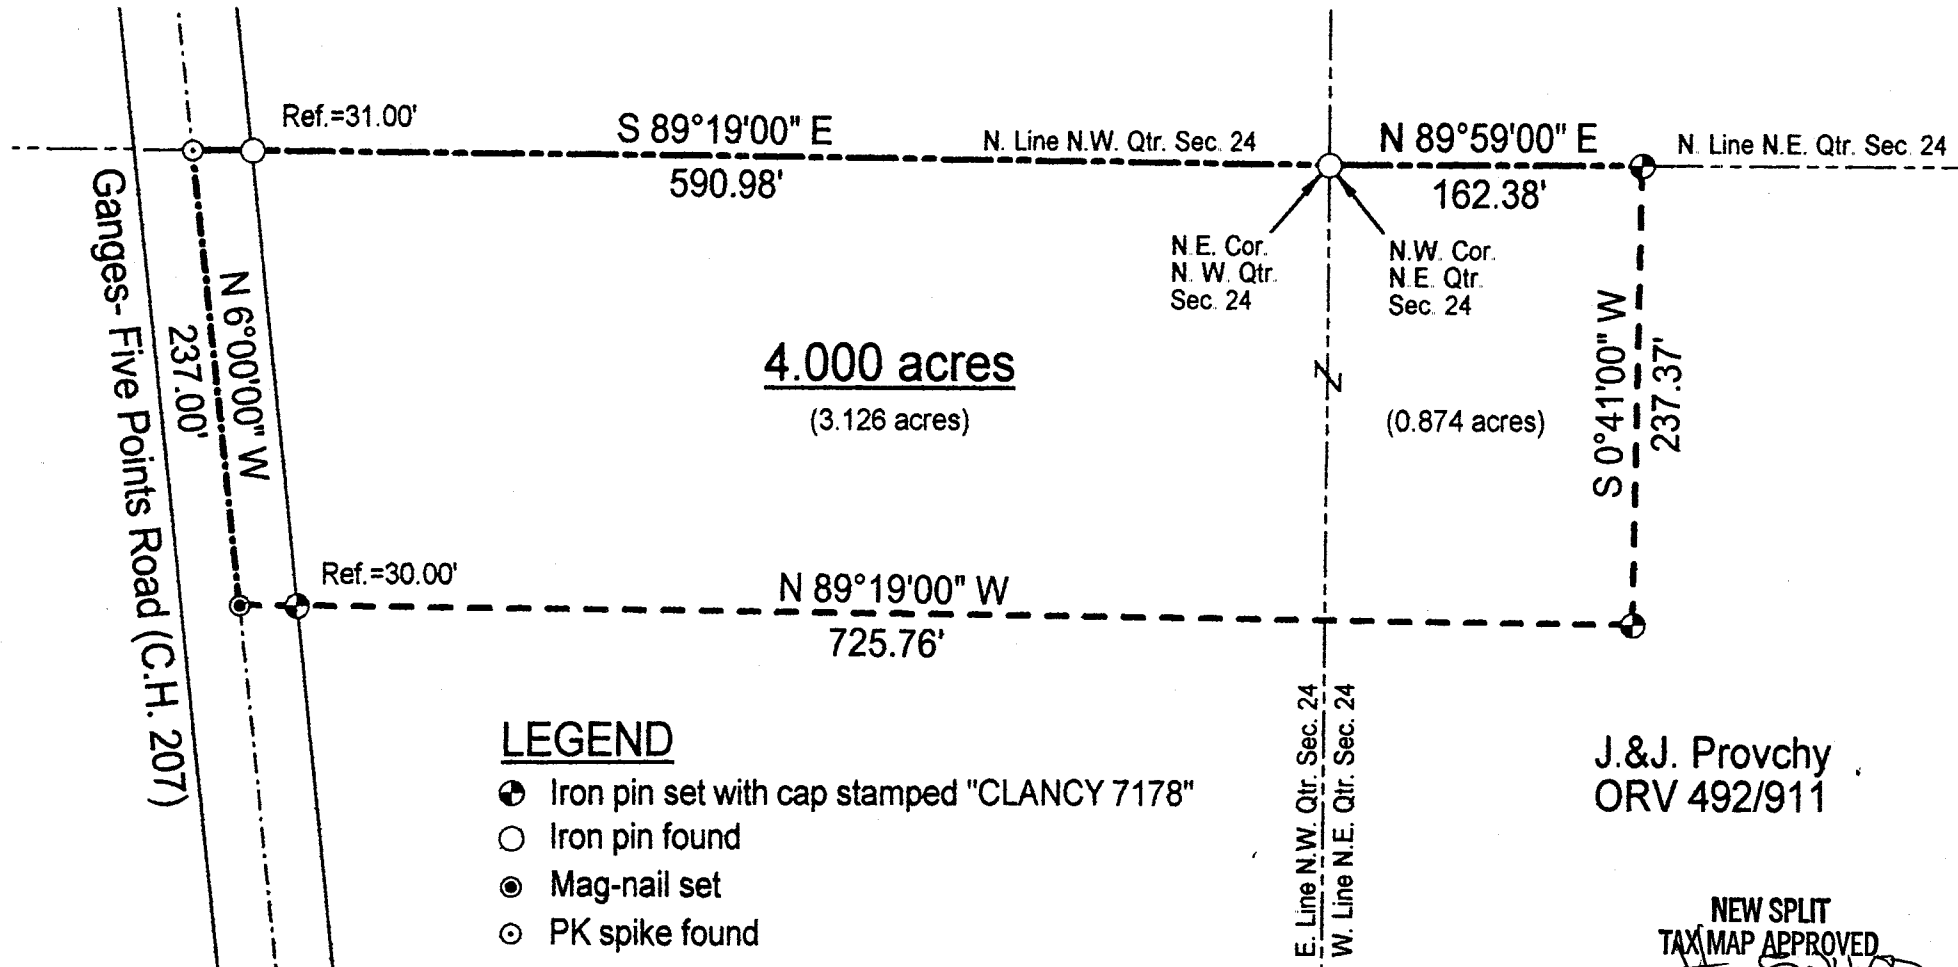 Ref.=31.00'
S 89°19'00" E
590.98'
N. Line N.W. Qtr. Sec. 24
N 89°59'00" E
162.38'
N. Line N.E. Qtr. Sec. 24
N.E. Cor.
N. W. Qtr.
Sec. 24
N.W. Cor.
N.E. Qtr.
Sec. 24
Ganges- Five Points Road (C.H. 207)
N 6°00'00" W
237.00'
4.000 acres
(3.126 acres)
(0.874 acres)
S 0°41'00" W
237.37'
Ref.=30.00'
N 89°19'00" W
725.76'
E. Line N.W. Qtr. Sec. 24
W. Line N.E. Qtr. Sec. 24
LEGEND
Iron pin set with cap stamped "CLANCY 7178"
Iron pin found
Mag-nail set
PK spike found
J.&J. Provchy
ORV 492/911
NEW SPLIT
TAX MAP APPROVED